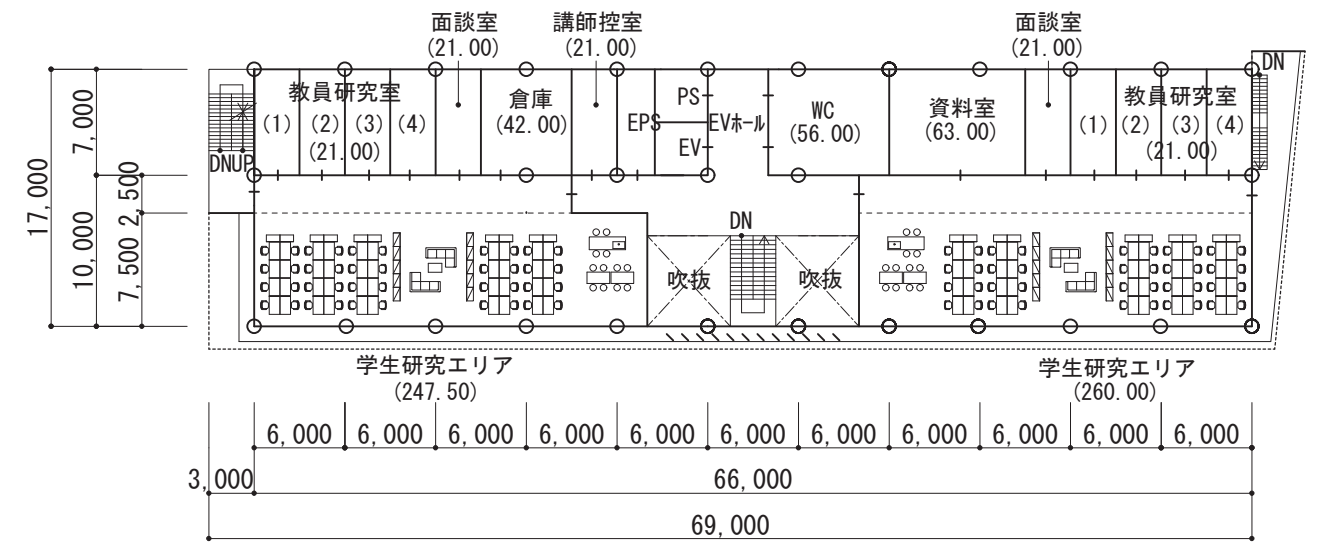 面談室
(21.00)
講師控室
(21.00)
面談室
(21.00)
DN
教員研究室
(1)
(2)
(3)
(4)
(21.00)
倉庫
(42.00)
EPS
PS
EV
EVホール
WC
(56.00)
資料室
(63.00)
教員研究室
(1)
(2)
(3)
(4)
(21.00)
DNUP
17,000
7,000
10,000
2,500
7,500
DN
吹抜
吹抜
学生研究エリア
(247.50)
学生研究エリア
(260.00)
6,000
6,000
6,000
6,000
6,000
6,000
6,000
6,000
6,000
6,000
6,000
3,000
66,000
69,000